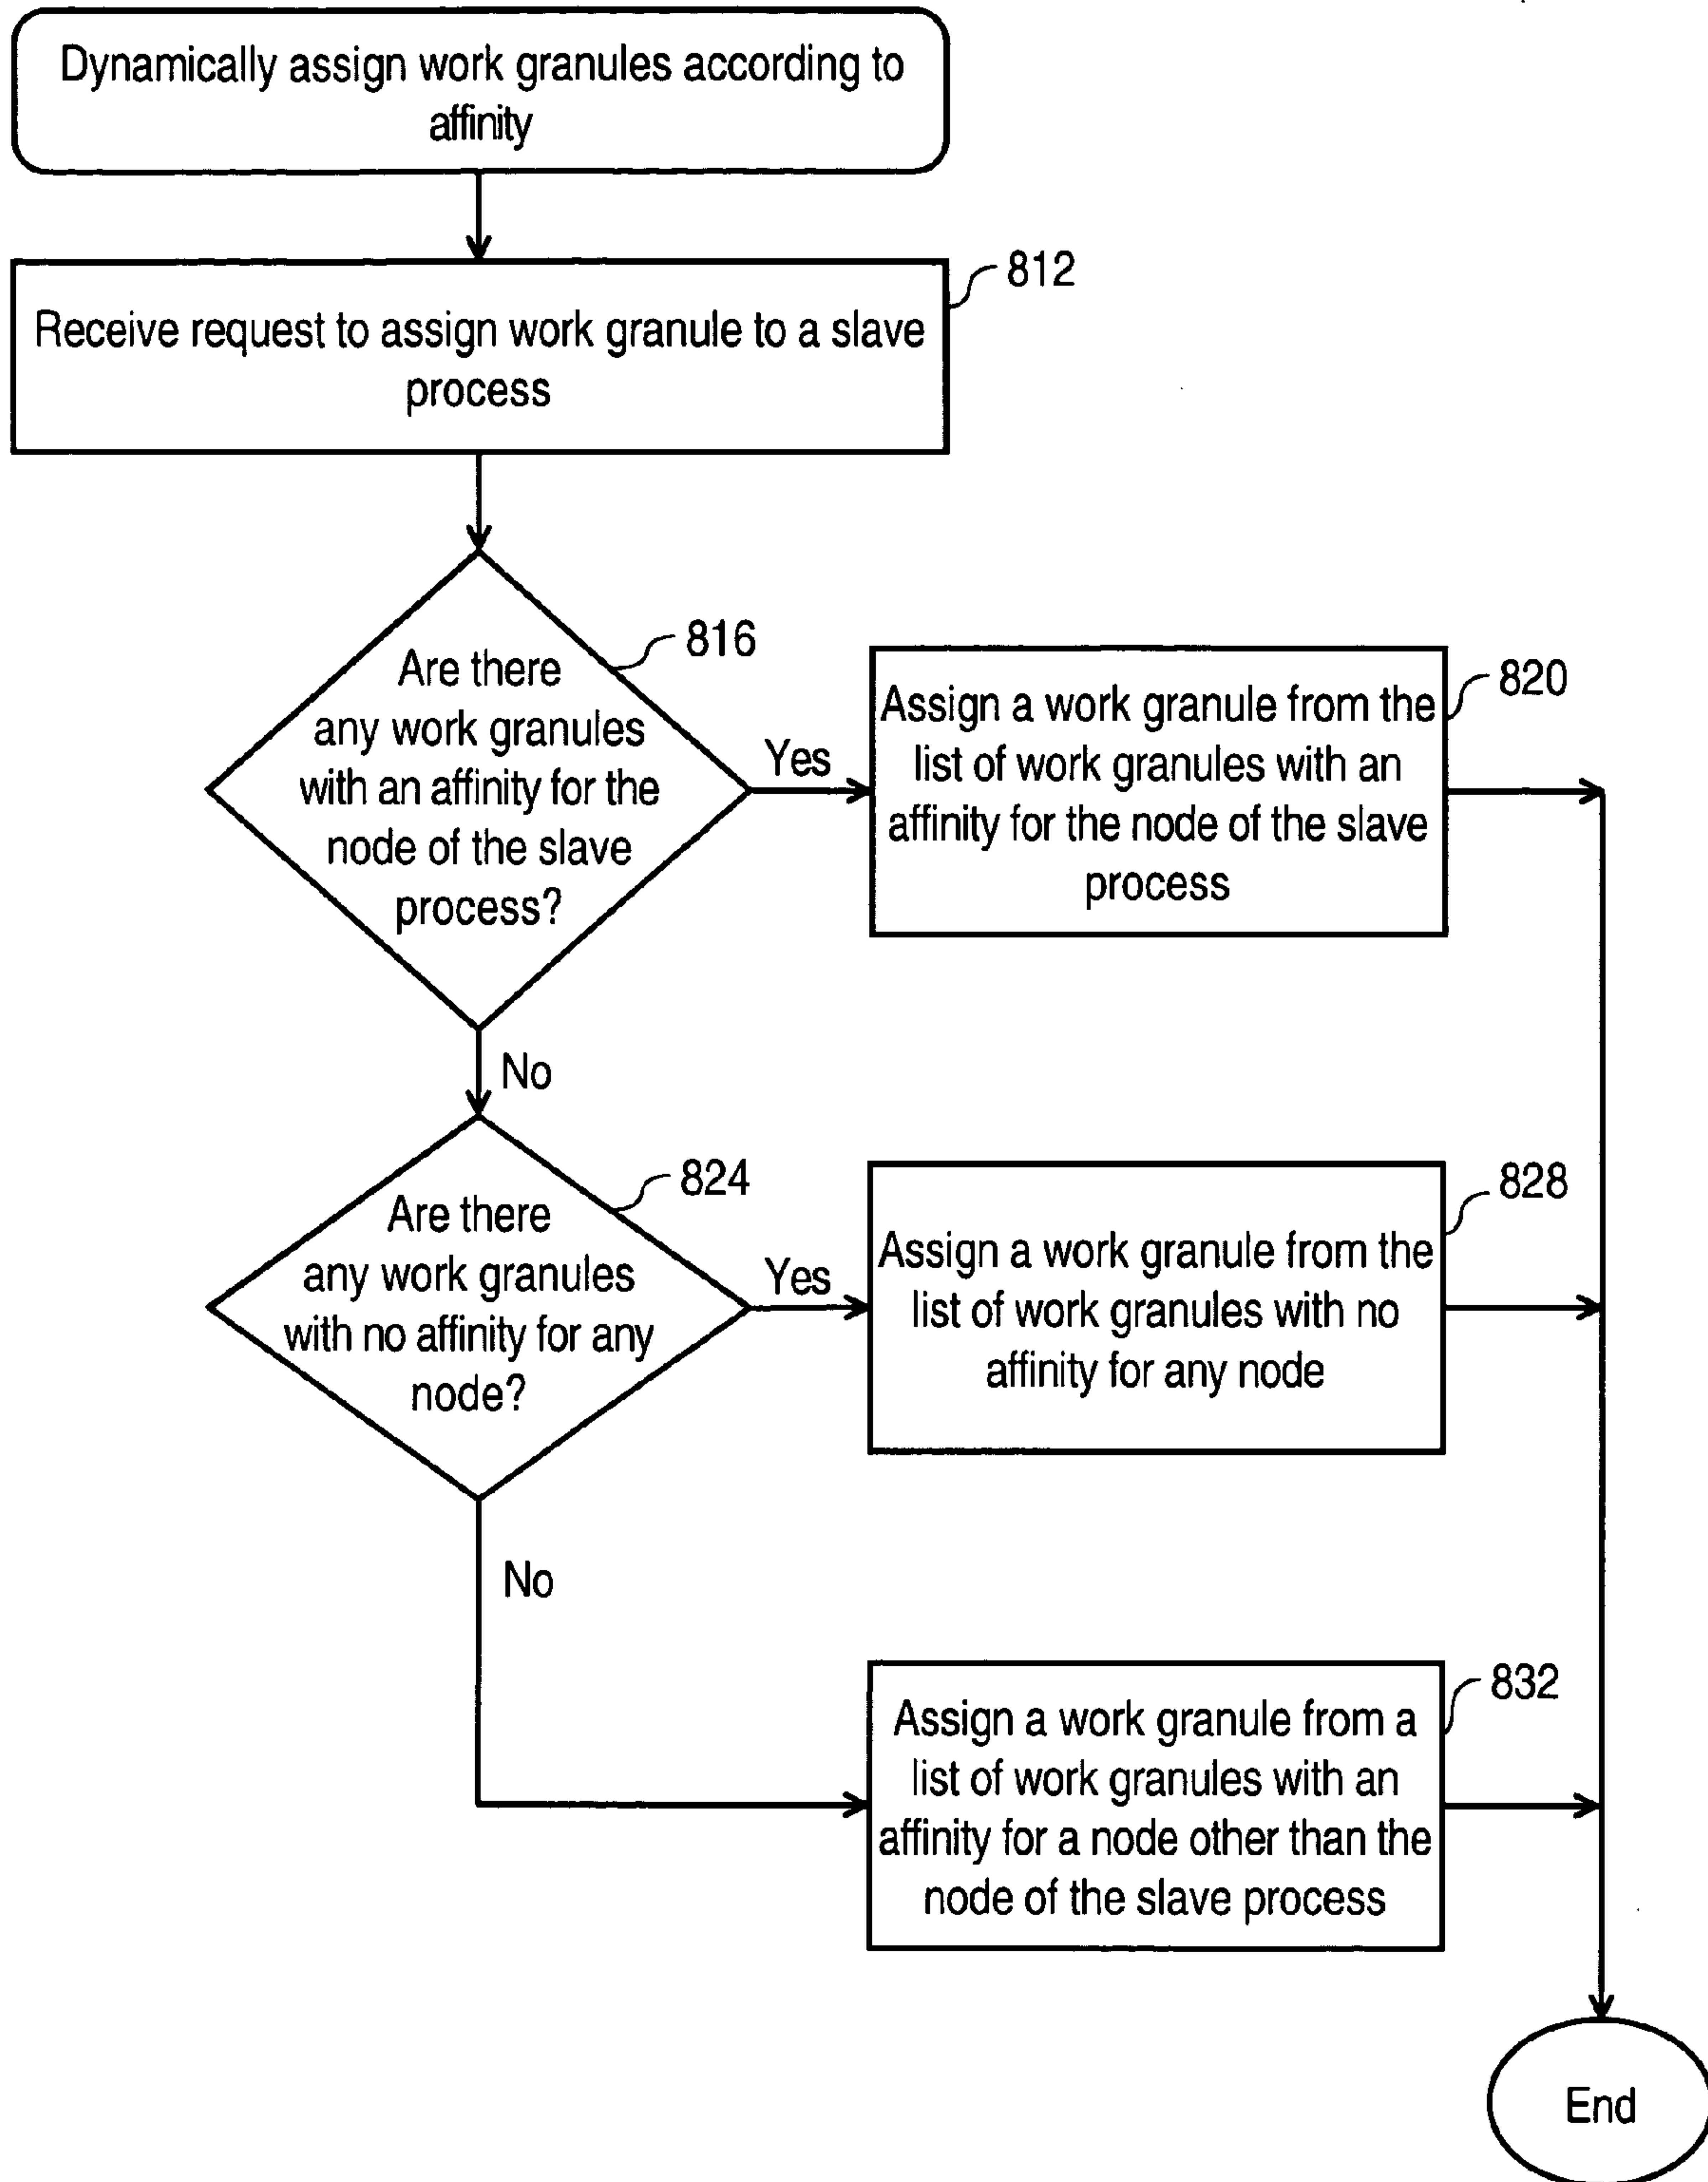 Dynamically assign work granules according to
affinity
812
Receive request to assign work granule to a slave
process
816
Are there
any work granules
with an affinity for the
node of the slave
process?
Yes
820
Assign a work granule from the
list of work granules with an
affinity for the node of the slave
process
No
824
Are there
any work granules
with no affinity for any
node?
Yes
828
Assign a work granule from the
list of work granules with no
affinity for any node
No
832
Assign a work granule from a
list of work granules with an
affinity for a node other than the
node of the slave process
End